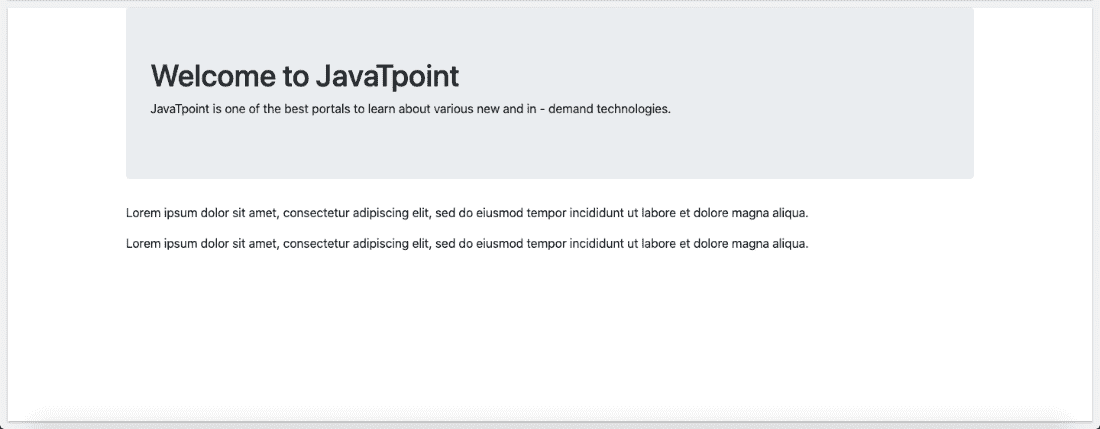 Welcome to JavaTpoint
JavaTpoint is one of the best portals to learn about various new and in - demand technologies.
Lorem ipsum dolor sit amet, consectetur adipiscing elit, sed do eiusmod tempor incididunt ut labore et dolore magna aliqua.
Lorem ipsum dolor sit amet, consectetur adipiscing elit, sed do eiusmod tempor incididunt ut labore et dolore magna aliqua.